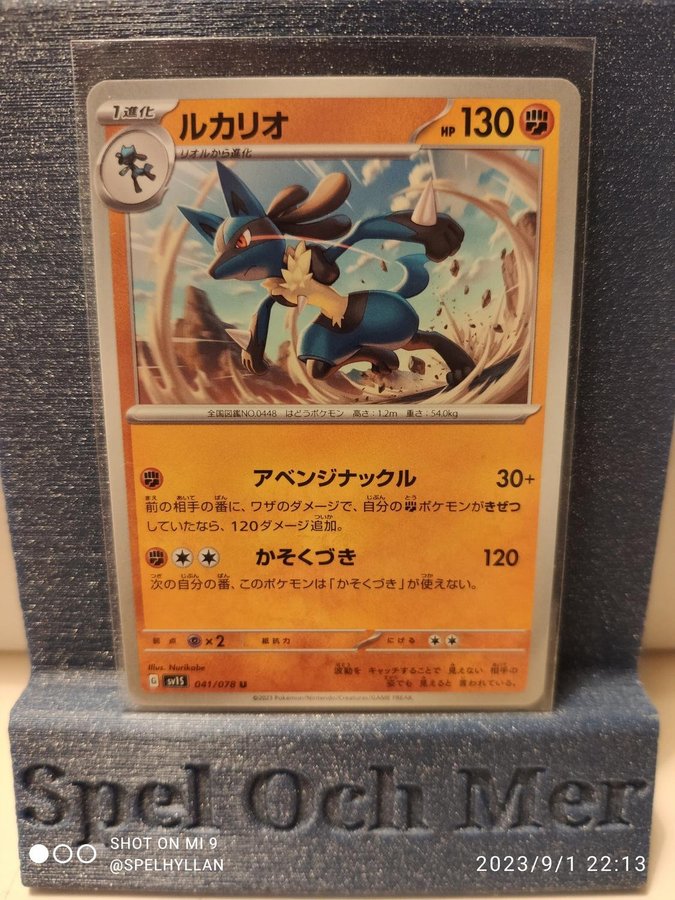 1進化
ルカリオ
HP 130
リオルから進化
全国図鑑NO.0448 はどうポケモン 高さ:1.2m 重さ:54.0kg
アベンジナックル 30+
前の相手の番に、ワザのダメージで、自分のポケモンがきぜつ
していたなら、120ダメージ追加。
かそくづき 120
次の自分の番、このポケモンは「かそくづき」が使えない。
弱点 ×2 抵抗力 にげる
Illus. Nurikabe
波動を キャッチすることで 見えない 相手の
姿でも 見えると 言われている。
G sv1S 041/078 U
©2023 Pokémon/Nintendo/Creatures/GAME FREAK.
Spel Och Mer
SHOT ON MI 9
@SPELHYLLAN
2023/9/1 22:13